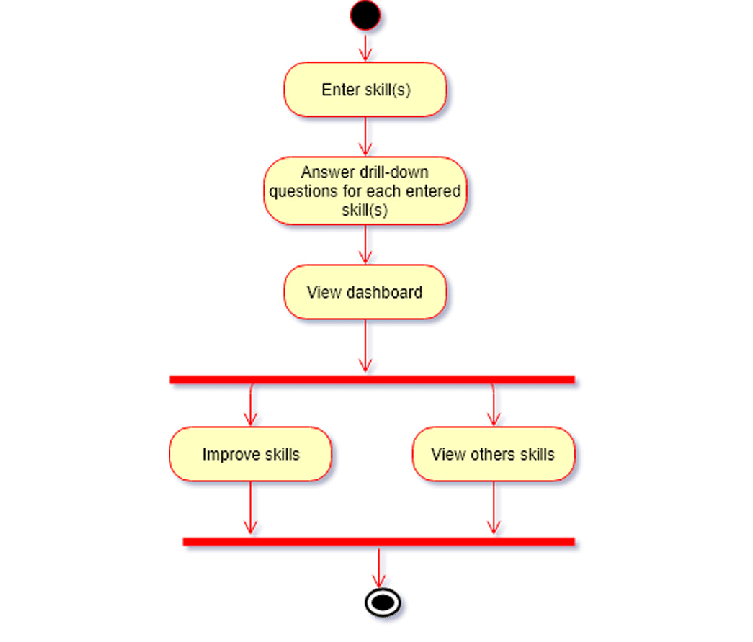 Enter skill(s)
Answer drill-down
questions for each entered
skill(s)
View dashboard
Improve skills
View others skills